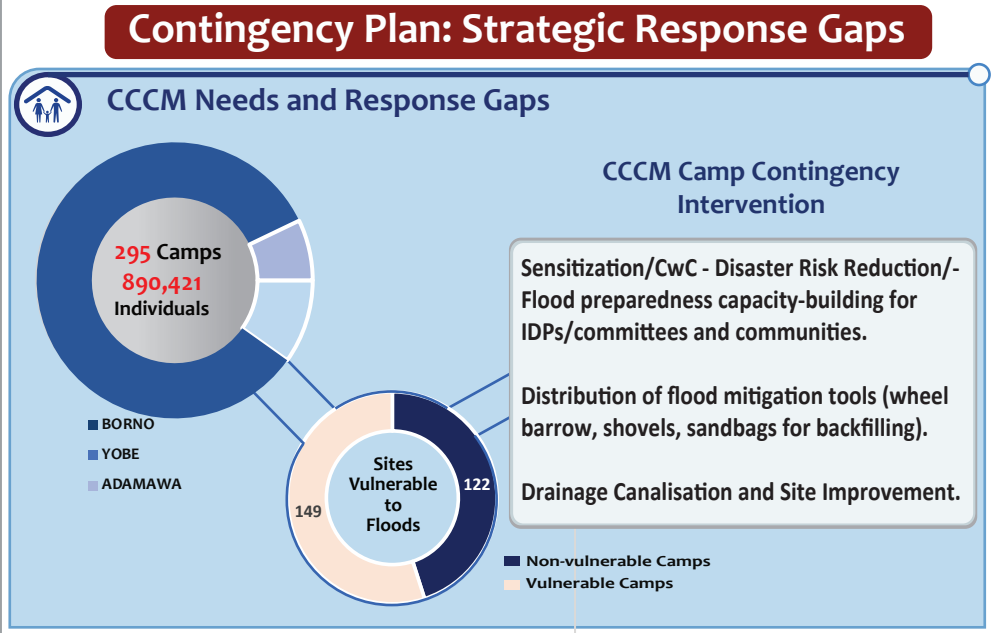 Contingency Plan: Strategic Response Gaps
CCCM Needs and Response Gaps
295 Camps
890,421
Individuals
BORNO
YOBE
ADAMAWA
CCCM Camp Contingency
Intervention
Sensitization/CwC - Disaster Risk Reduction/-
Flood preparedness capacity-building for
IDPs/committees and communities.
Distribution of flood mitigation tools (wheel
barrow, shovels, sandbags for backfilling).
Drainage Canalisation and Site Improvement.
Sites
Vulnerable
to
Floods
122
149
Non-vulnerable Camps
Vulnerable Camps